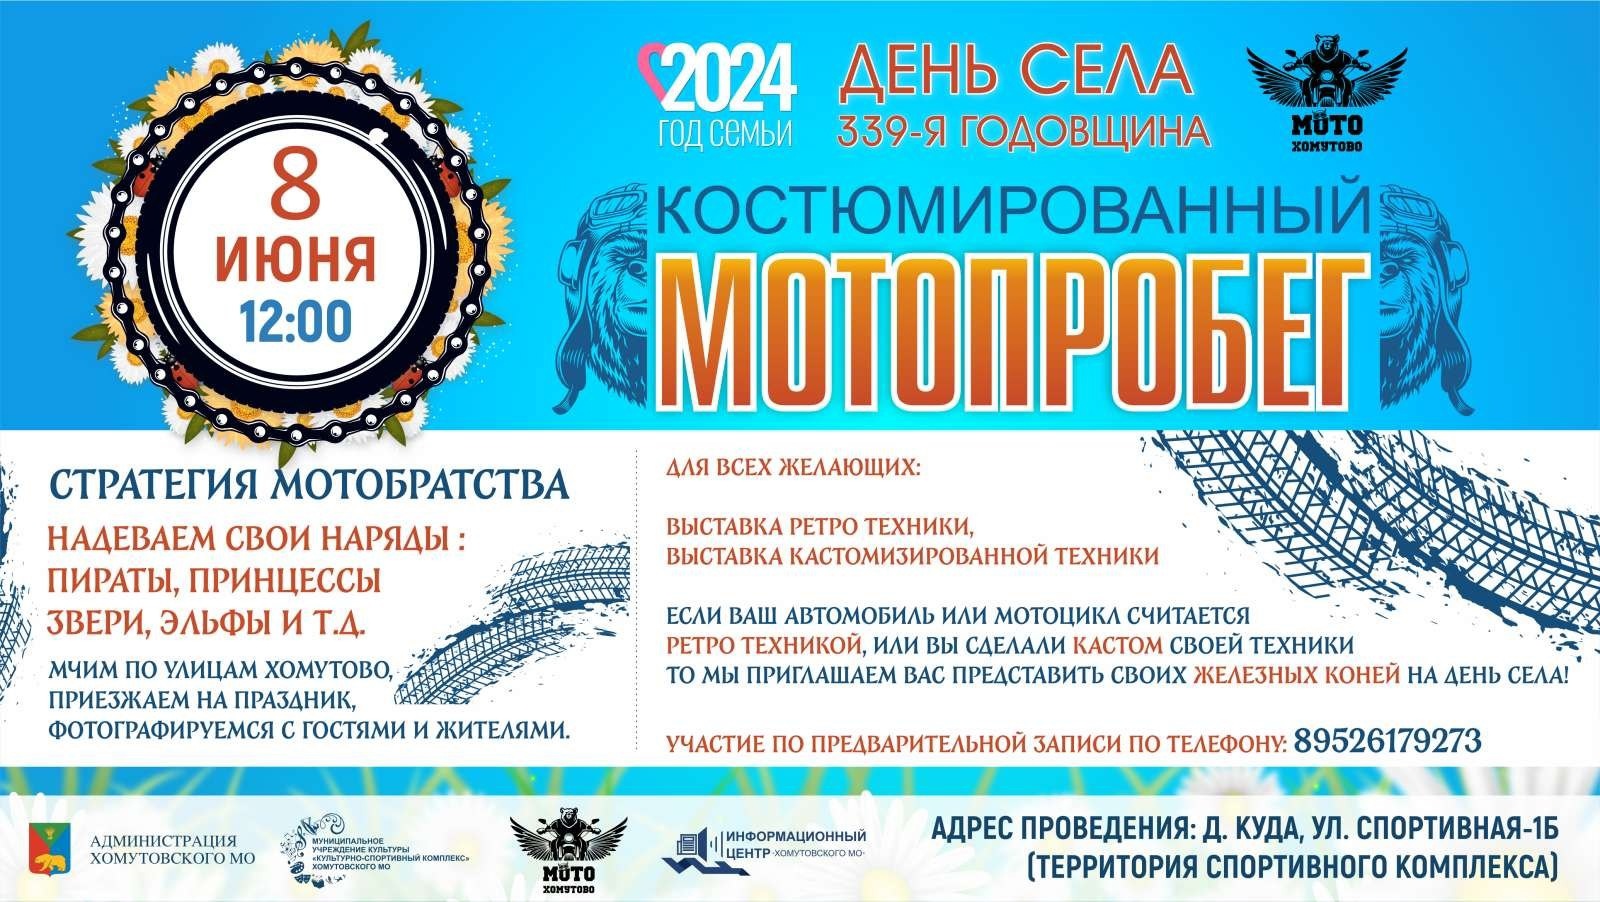 8
ИЮНЯ
12:00
2024
ГОД СЕМЬИ
ДЕНЬ СЕЛА
339-Я ГОДОВЩИНА
МОТО
ХОМУТОВО
КОСТЮМИРОВАННЫЙ
МОТОПРОБЕГ
СТРАТЕГИЯ МОТОБРАТСТВА
НАДЕВАЕМ СВОИ НАРЯДЫ :
ПИРАТЫ, ПРИНЦЕССЫ
ЗВЕРИ, ЭЛЬФЫ И Т.Д.
МЧИМ ПО УЛИЦАМ ХОМУТОВО,
ПРИЕЗЖАЕМ НА ПРАЗДНИК,
ФОТОГРАФИРУЕМСЯ С ГОСТЯМИ И ЖИТЕЛЯМИ.
ДЛЯ ВСЕХ ЖЕЛАЮЩИХ:
ВЫСТАВКА РЕТРО ТЕХНИКИ,
ВЫСТАВКА КАСТОМИЗИРОВАННОЙ ТЕХНИКИ
ЕСЛИ ВАШ АВТОМОБИЛЬ ИЛИ МОТОЦИКЛ СЧИТАЕТСЯ
РЕТРО ТЕХНИКОЙ, ИЛИ ВЫ СДЕЛАЛИ КАСТОМ СВОЕЙ ТЕХНИКИ
ТО МЫ ПРИГЛАШАЕМ ВАС ПРЕДСТАВИТЬ СВОИХ ЖЕЛЕЗНЫХ КОНЕЙ НА ДЕНЬ СЕЛА!
УЧАСТИЕ ПО ПРЕДВАРИТЕЛЬНОЙ ЗАПИСИ ПО ТЕЛЕФОНУ: 89526179273
АДМИНИСТРАЦИЯ
ХОМУТОВСКОГО МО
МУНИЦИПАЛЬНОЕ
УЧРЕЖДЕНИЕ КУЛЬТУРЫ
«КУЛЬТУРНО-СПОРТИВНЫЙ КОМПЛЕКС»
ХОМУТОВСКОГО МО
МОТО
ХОМУТОВО
ИНФОРМАЦИОННЫЙ
ЦЕНТР ·ХОМУТОВСКОГО МО·
АДРЕС ПРОВЕДЕНИЯ: Д. КУДА, УЛ. СПОРТИВНАЯ-1Б
(ТЕРРИТОРИЯ СПОРТИВНОГО КОМПЛЕКСА)